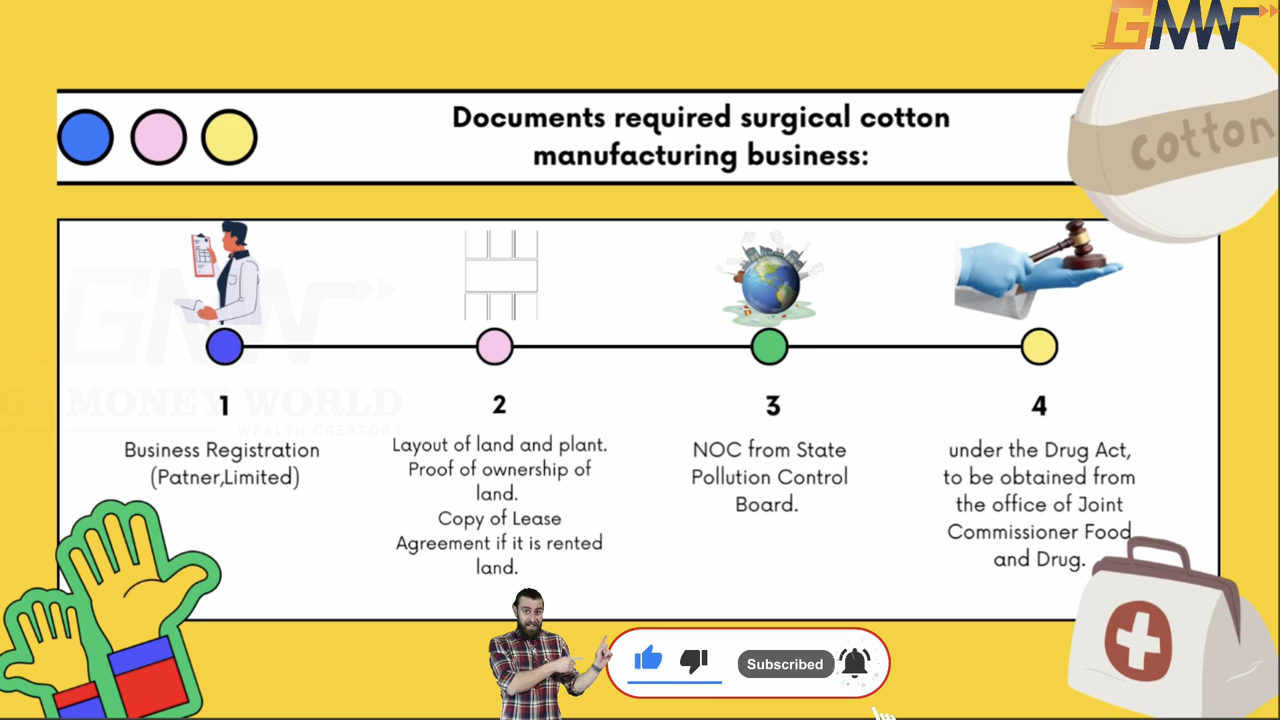 GMW
Documents required surgical cotton
manufacturing business:
cotton
GMW
G - MONEY WORLD
WEALTH CREATORS
1
2
3
4
Business Registration
(Patner,Limited)
Layout of land and plant.
Proof of ownership of
land.
Copy of Lease
Agreement if it is rented
land.
NOC from State
Pollution Control
Board.
under the Drug Act,
to be obtained from
the office of Joint
Commissioner Food
and Drug.
Subscribed